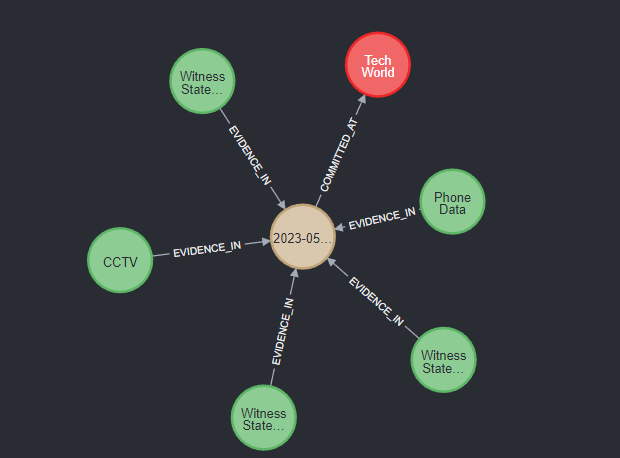 Tech
World
Witness
State...
EVIDENCE_IN
COMMITTED_AT
Phone
Data
EVIDENCE_IN
2023-05...
EVIDENCE_IN
CCTV
EVIDENCE_IN
EVIDENCE_IN
Witness
State...
Witness
State...